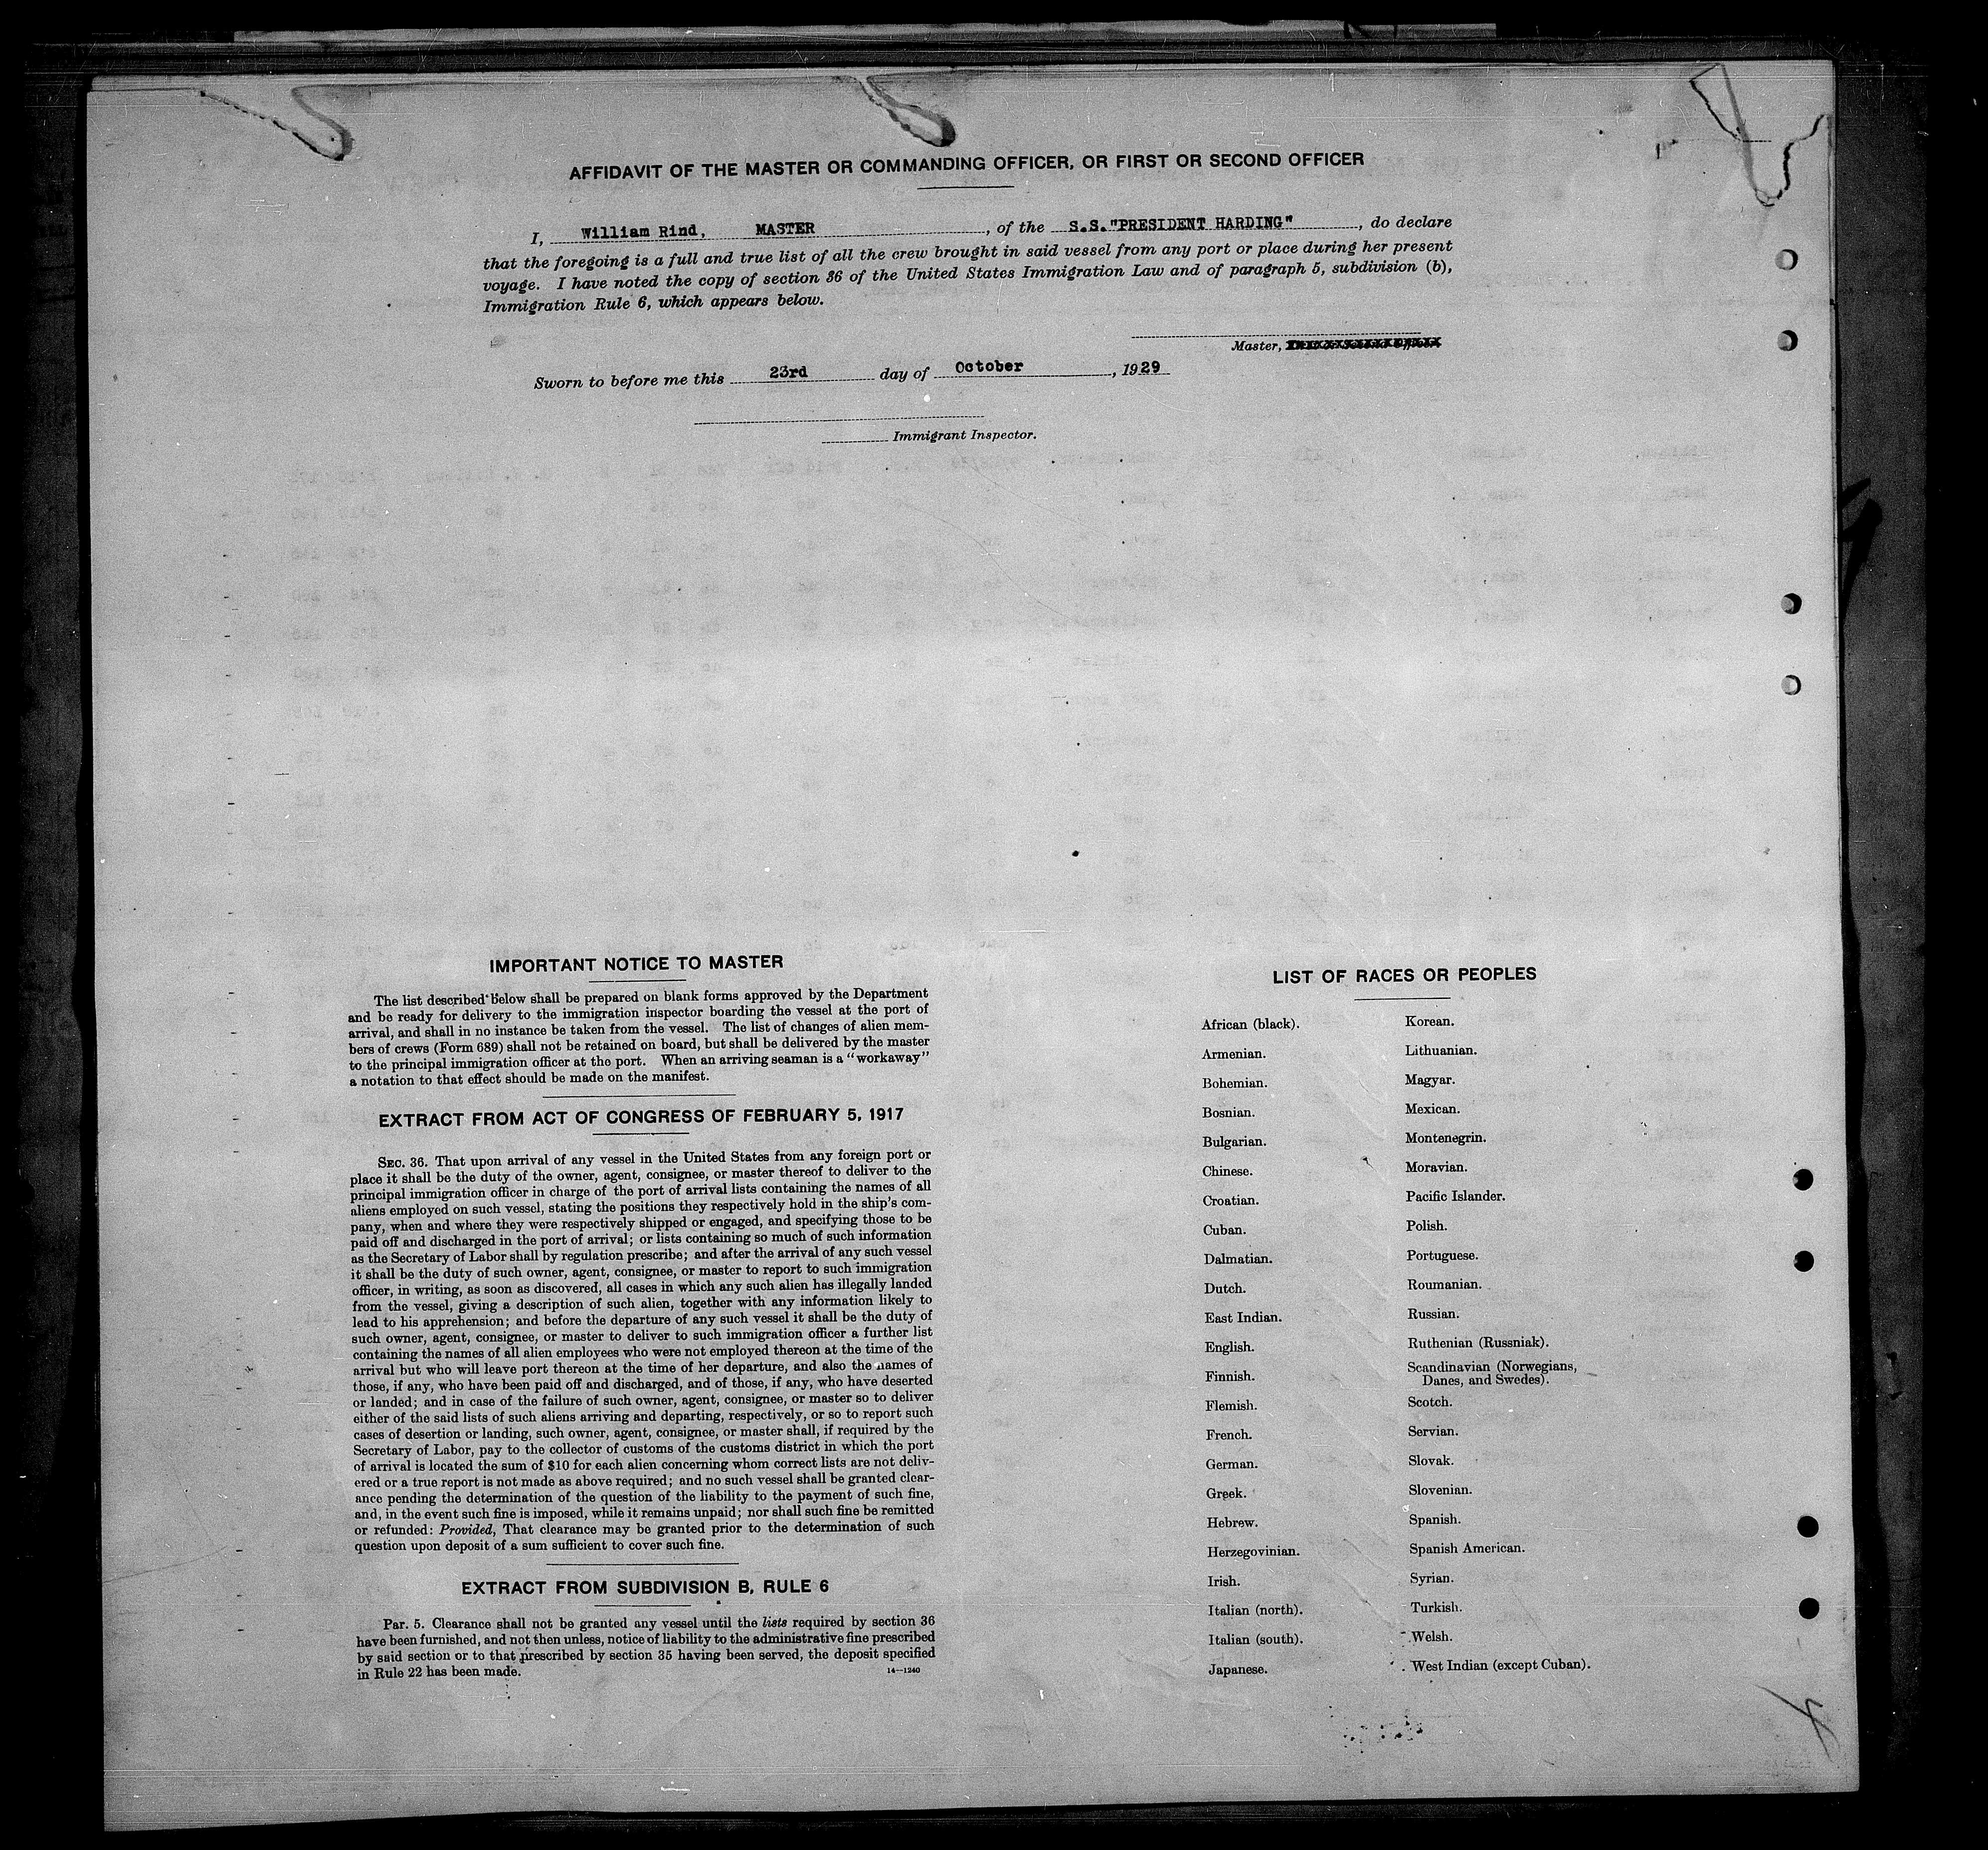 AFFIDAVIT OF THE MASTER OR COMMANDING OFFICER, OR FIRST OR SECOND OFFICER
I, William Rind, MASTER, of the S.S."PRESIDENT HARDING", do declare
that the foregoing is a full and true list of all the crew brought in said vessel from any port or place during her present
voyage. I have noted the copy of section 36 of the United States Immigration Law and of paragraph 5, subdivision (b),
Immigration Rule 6, which appears below.
Master,
Sworn to before me this 23rd day of October, 1929
Immigrant Inspector.
IMPORTANT NOTICE TO MASTER
The list described below shall be prepared on blank forms approved by the Department
and be ready for delivery to the immigration inspector boarding the vessel at the port of
arrival, and shall in no instance be taken from the vessel. The list of changes of alien mem-
bers of crews (Form 689) shall not be retained on board, but shall be delivered by the master
to the principal immigration officer at the port. When an arriving seaman is a "workaway"
a notation to that effect should be made on the manifest.
EXTRACT FROM ACT OF CONGRESS OF FEBRUARY 5, 1917
SEC. 36. That upon arrival of any vessel in the United States from any foreign port or
place it shall be the duty of the owner, agent, consignee, or master thereof to deliver to the
principal immigration officer in charge of the port of arrival lists containing the names of all
aliens employed on such vessel, stating the positions they respectively hold in the ship's com-
pany, when and where they were respectively shipped or engaged, and specifying those to be
paid off and discharged in the port of arrival; or lists containing so much of such information
as the Secretary of Labor shall by regulation prescribe; and after the arrival of any such vessel
it shall be the duty of such owner, agent, consignee, or master to report to such immigration
officer, in writing, as soon as discovered, all cases in which any such alien has illegally landed
from the vessel, giving a description of such alien, together with any information likely to
lead to his apprehension; and before the departure of any such vessel it shall be the duty of
such owner, agent, consignee, or master to deliver to such immigration officer a further list
containing the names of all alien employees who were not employed thereon at the time of the
arrival but who will leave port thereon at the time of her departure, and also the names of
those, if any, who have been paid off and discharged, and of those, if any, who have deserted
or landed; and in case of the failure of such owner, agent, consignee, or master so to deliver
either of the said lists of such aliens arriving and departing, respectively, or so to report such
cases of desertion or landing, such owner, agent, consignee, or master shall, if required by the
Secretary of Labor, pay to the collector of customs of the customs district in which the port
of arrival is located the sum of $10 for each alien concerning whom correct lists are not deliv-
ered or a true report is not made as above required; and no such vessel shall be granted clear-
ance pending the determination of the question of the liability to the payment of such fine,
and, in the event such fine is imposed, while it remains unpaid; nor shall such fine be remitted
or refunded: Provided, That clearance may be granted prior to the determination of such
question upon deposit of a sum sufficient to cover such fine.
EXTRACT FROM SUBDIVISION B, RULE 6
Par. 5. Clearance shall not be granted any vessel until the lists required by section 36
have been furnished, and not then unless, notice of liability to the administrative fine prescribed
by said section or to that prescribed by section 35 having been served, the deposit specified
in Rule 22 has been made.
14—1240
LIST OF RACES OR PEOPLES
African (black).
Armenian.
Bohemian.
Bosnian.
Bulgarian.
Chinese.
Croatian.
Cuban.
Dalmatian.
Dutch.
East Indian.
English.
Finnish.
Flemish.
French.
German.
Greek.
Hebrew.
Herzegovinian.
Irish.
Italian (north).
Italian (south).
Japanese.
Korean.
Lithuanian.
Magyar.
Mexican.
Montenegrin.
Moravian.
Pacific Islander.
Polish.
Portuguese.
Roumanian.
Russian.
Ruthenian (Russniak).
Scandinavian (Norwegians,
Danes, and Swedes).
Scotch.
Servian.
Slovak.
Slovenian.
Spanish.
Spanish American.
Syrian.
Turkish.
Welsh.
West Indian (except Cuban).